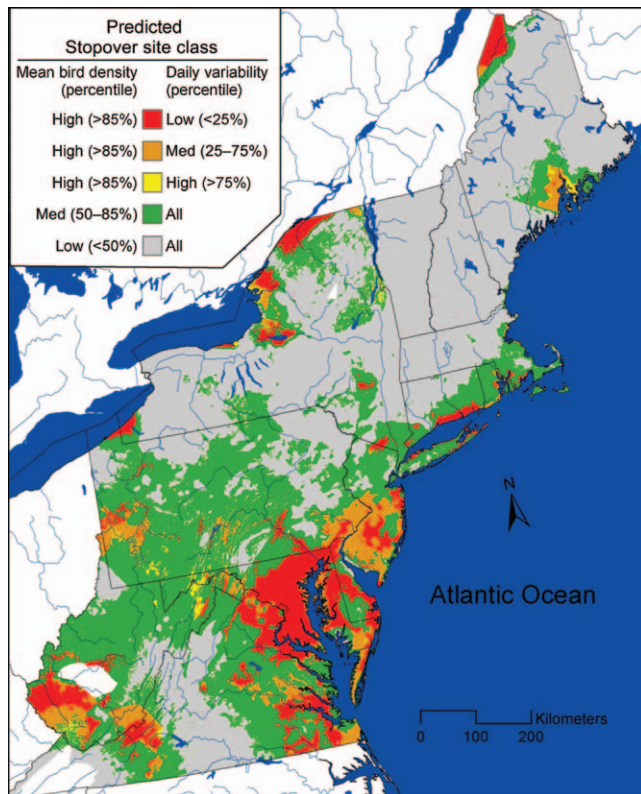 Predicted
Stopover site class
Mean bird density Daily variability
(percentile) (percentile)
High (>85%) Low (<25%)
High (>85%) Med (25–75%)
High (>85%) High (>75%)
Med (50–85%) All
Low (<50%) All
N
Atlantic Ocean
Kilometers
0 100 200